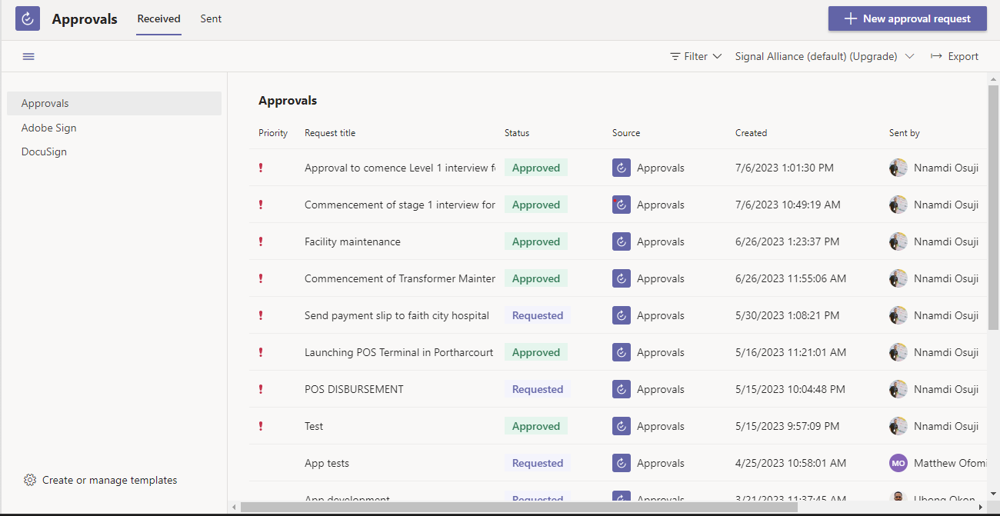 Approvals Received Sent New approval request
Filter Signal Alliance (default) (Upgrade) Export
Approvals
Adobe Sign
DocuSign
Create or manage templates
Approvals
Priority Request title Status Source Created Sent by
Approval to comence Level 1 interview f Approved Approvals 7/6/2023 1:01:30 PM Nnamdi Osuji
Commencement of stage 1 interview for Approved Approvals 7/6/2023 10:49:19 AM Nnamdi Osuji
Facility maintenance Approved Approvals 6/26/2023 1:23:37 PM Nnamdi Osuji
Commencement of Transformer Mainter Approved Approvals 6/26/2023 11:55:06 AM Nnamdi Osuji
Send payment slip to faith city hospital Requested Approvals 5/30/2023 1:08:21 PM Nnamdi Osuji
Launching POS Terminal in Portharcourt Approved Approvals 5/16/2023 11:21:01 AM Nnamdi Osuji
POS DISBURSEMENT Requested Approvals 5/15/2023 10:04:48 PM Nnamdi Osuji
Test Approved Approvals 5/15/2023 9:57:09 PM Nnamdi Osuji
App tests Requested Approvals 4/25/2023 10:58:01 AM MO Matthew Ofomi
App development Requested Approvals 3/21/2023 11:37:45 AM Ubong Okon